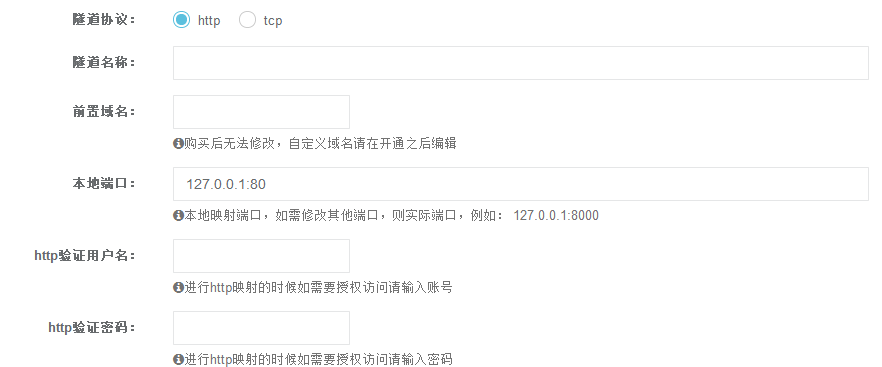 隧道协议： http tcp
隧道名称：
前置域名：
购买后无法修改，自定义域名请在开通之后编辑
本地端口： 127.0.0.1:80
本地映射端口，如需修改其他端口，则实际端口，例如： 127.0.0.1:8000
http验证用户名：
进行http映射的时候如需要授权访问请输入账号
http验证密码：
进行http映射的时候如需要授权访问请输入密码